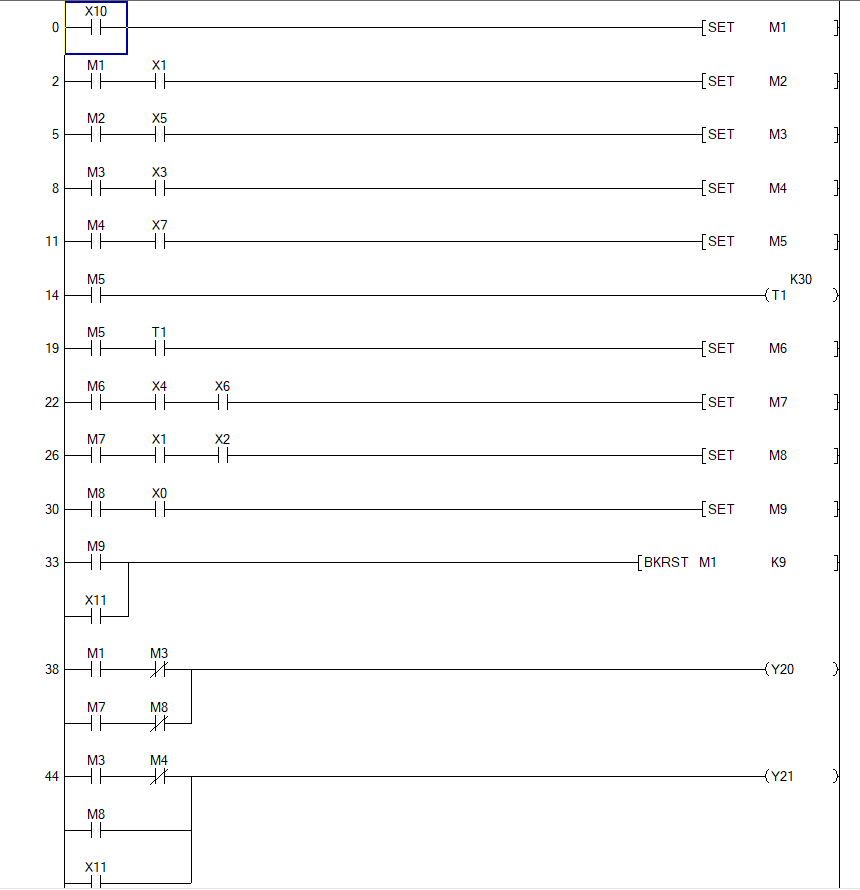 X10
0 SET M1
M1 X1
2 SET M2
M2 X5
5 SET M3
M3 X3
8 SET M4
M4 X7
11 SET M5
M5 K30
14 T1
M5 T1
19 SET M6
M6 X4 X6
22 SET M7
M7 X1 X2
26 SET M8
M8 X0
30 SET M9
M9
33 BKRST M1 K9
X11
M1 M3
38 Y20
M7 M8
M3 M4
44 Y21
M8
X11